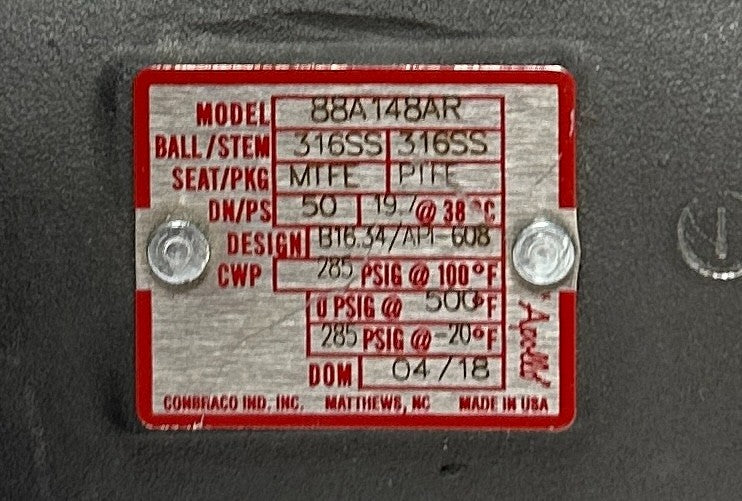 MODEL 88A148AR
BALL/STEM 316SS 316SS
SEAT/PKG MTFE PTFE
DN/PS 50 19.7 @ 38°C
DESIGN B16.34/API-608
CWP 285 PSIG @ 100°F
0 PSIG @ 500°F
285 PSIG @ -20°F
DOM 04/18
"Apollo"
CONBRACO IND. INC. MATTHEWS, NC MADE IN USA